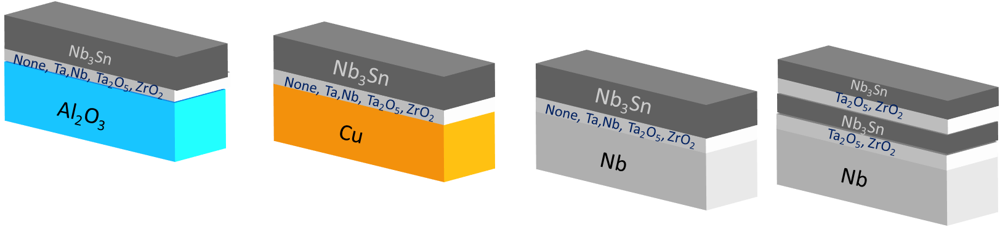 Nb₃Sn
None, Ta,Nb, Ta₂O₅, ZrO₂
Al₂O₃
Nb₃Sn
None, Ta,Nb, Ta₂O₅, ZrO₂
Cu
Nb₃Sn
None, Ta,Nb, Ta₂O₅, ZrO₂
Nb
Nb₃Sn
Ta₂O₅, ZrO₂
Nb₃Sn
Ta₂O₅, ZrO₂
Nb